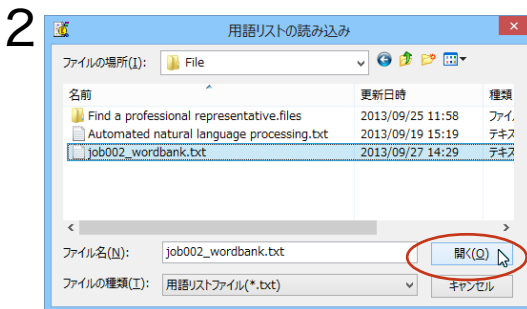 2
用語リストの読み込み
ファイルの場所(I): File
名前 更新日時 種類
Find a professional representative.files 2013/09/25 11:58 ファイ
Automated natural language processing.txt 2013/09/19 15:19 テキス
job002_wordbank.txt 2013/09/27 14:29 テキス
ファイル名(N): job002_wordbank.txt 開く(O)
ファイルの種類(T): 用語リストファイル(*.txt) キャンセル